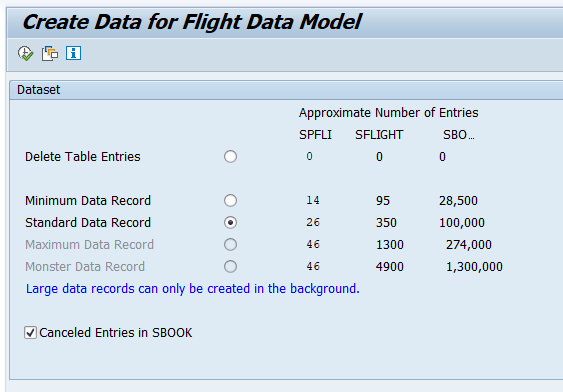 Create Data for Flight Data Model
Dataset
Approximate Number of Entries
SPFLI SFLIGHT SBO...
Delete Table Entries 0 0 0
Minimum Data Record 14 95 28,500
Standard Data Record 26 350 100,000
Maximum Data Record 46 1300 274,000
Monster Data Record 46 4900 1,300,000
Large data records can only be created in the background.
Canceled Entries in SBOOK